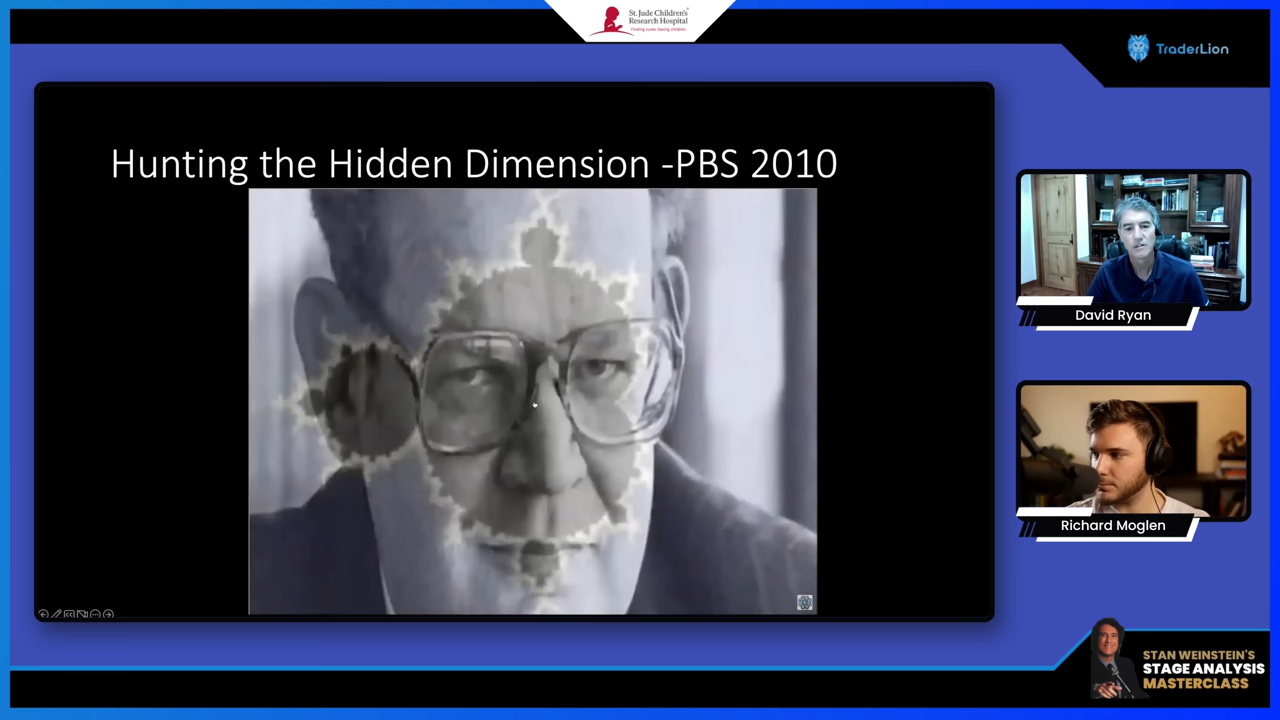 St. Jude Children's
Research Hospital
Finding cures. Saving children.
TraderLion
Hunting the Hidden Dimension -PBS 2010
David Ryan
Richard Moglen
STAN WEINSTEIN'S
STAGE ANALYSIS
MASTERCLASS